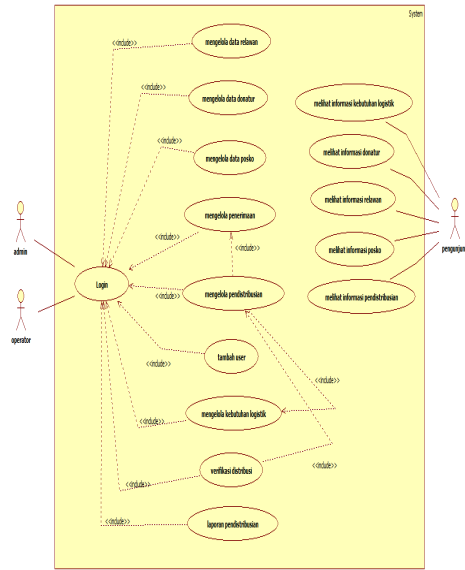 System
mengelola data relawan
<<include>>
mengelola data donatur
<<include>>
melihat informasi kebutuhan logistik
<<include>>
mengelola data posko
melihat informasi donatur
melihat informasi relawan
mengelola penerimaan
<<include>>
<<include>>
melihat informasi posko
admin
pengunjun
Login
mengelola pendistribusian
<<include>>
melihat informasi pendistribusian
operator
tambah user
<<include>>
<<include>>
mengelola kebutuhan logistik
<<include>>
verifikasi distribusi
<<include>>
<<include>>
laporan pendistribusian
<<include>>